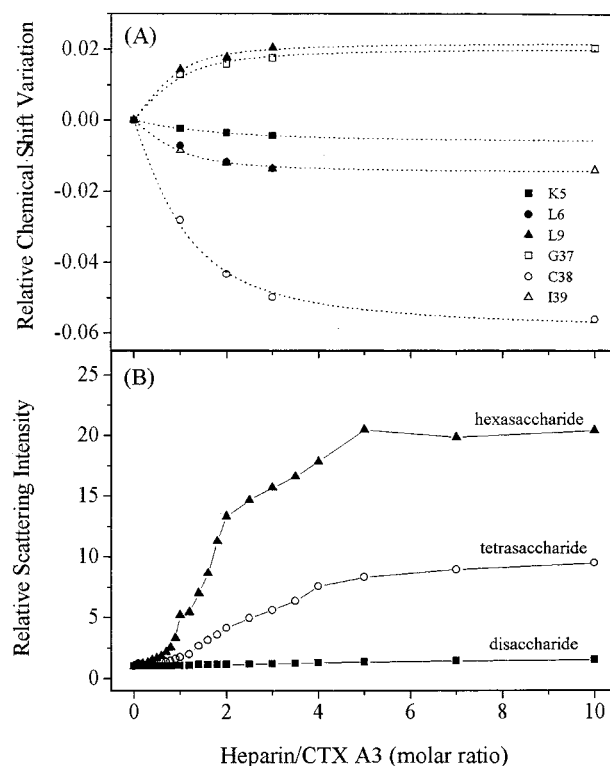 (A)
Relative Chemical Shift Variation
0.02
0.00
-0.02
-0.04
-0.06
K5
L6
L9
G37
C38
I39
(B)
Relative Scattering Intensity
25
20
15
10
5
0
hexasaccharide
tetrasaccharide
disaccharide
0 2 4 6 8 10
Heparin/CTX A3 (molar ratio)